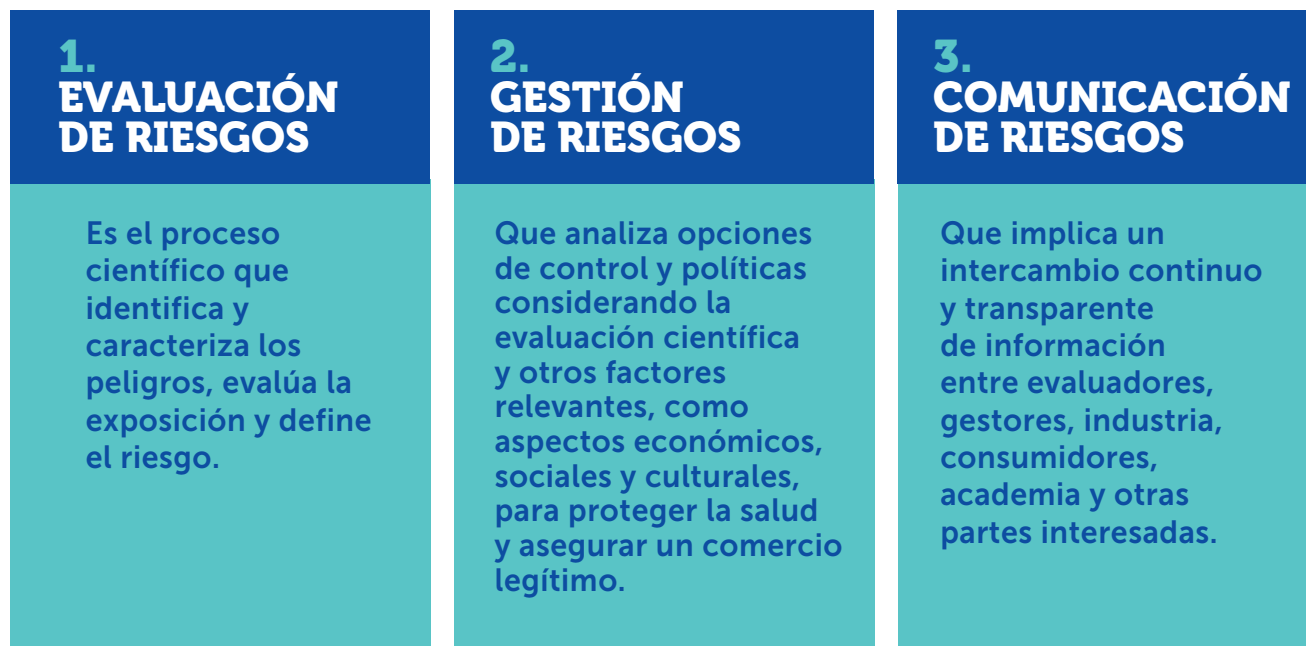 1.
EVALUACIÓN
DE RIESGOS
Es el proceso
científico que
identifica y
caracteriza los
peligros, evalúa la
exposición y define
el riesgo.
2.
GESTIÓN
DE RIESGOS
Que analiza opciones
de control y políticas
considerando la
evaluación científica
y otros factores
relevantes, como
aspectos económicos,
sociales y culturales,
para proteger la salud
y asegurar un comercio
legítimo.
3.
COMUNICACIÓN
DE RIESGOS
Que implica un
intercambio continuo
y transparente
de información
entre evaluadores,
gestores, industria,
consumidores,
academia y otras
partes interesadas.